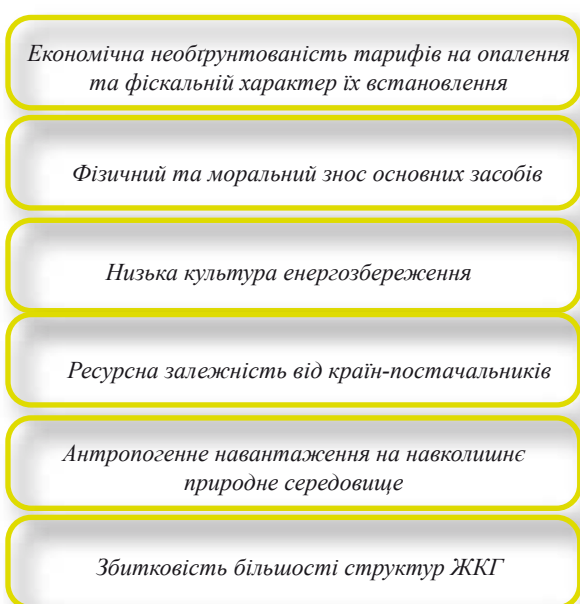 Економічна необґрунтованість тарифів на опалення
та фіскальній характер їх встановлення
Фізичний та моральний знос основних засобів
Низька культура енергозбереження
Ресурсна залежність від країн-постачальників
Антропогенне навантаження на навколишнє
природне середовище
Збитковість більшості структур ЖКГ